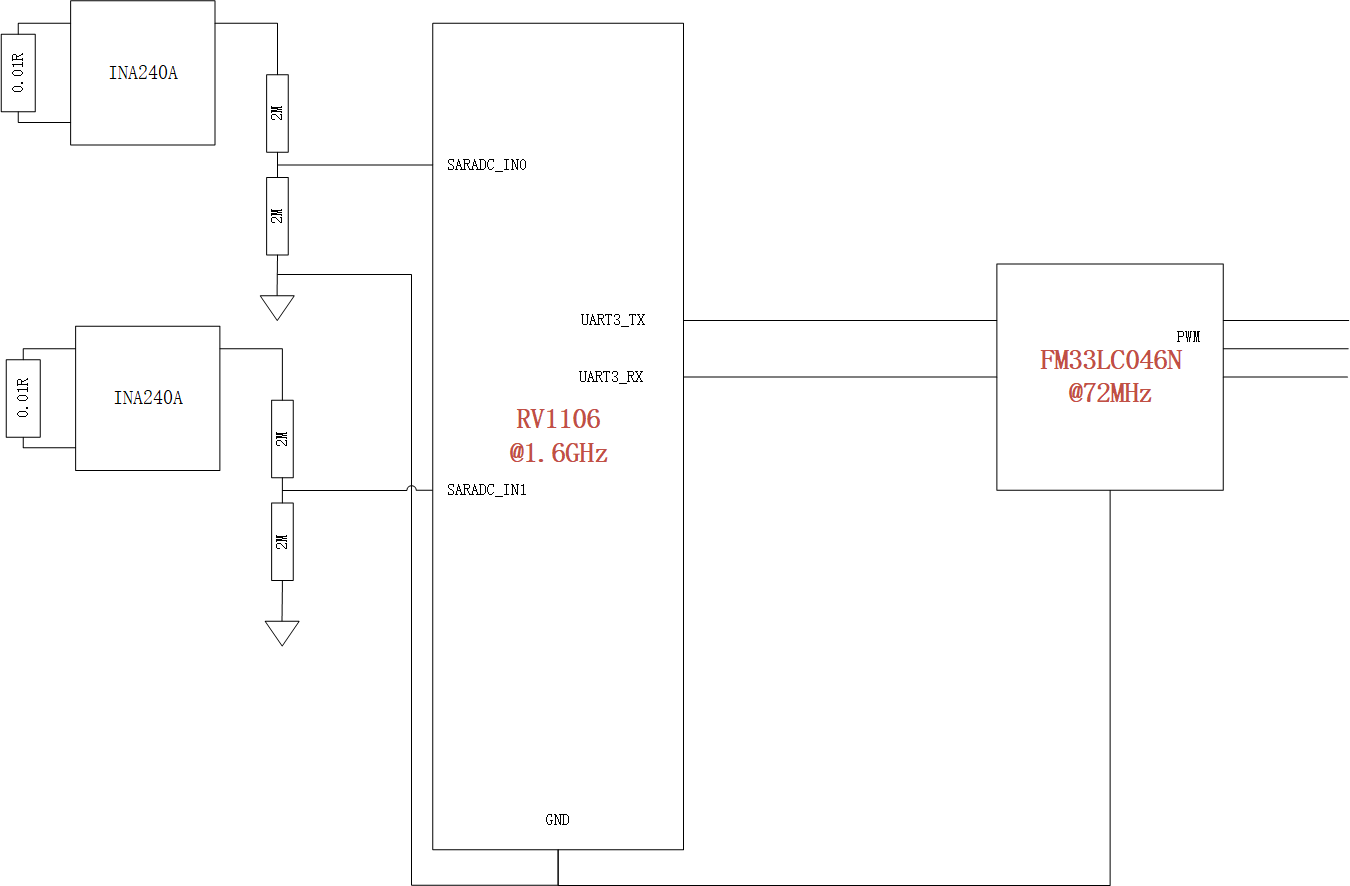 0.01R
INA240A
2M
SARADC_IN0
2M
0.01R
INA240A
2M
SARADC_IN1
2M
UART3_TX
UART3_RX
RV1106
@1.6GHz
GND
PWM
FM33LC046N
@72MHz